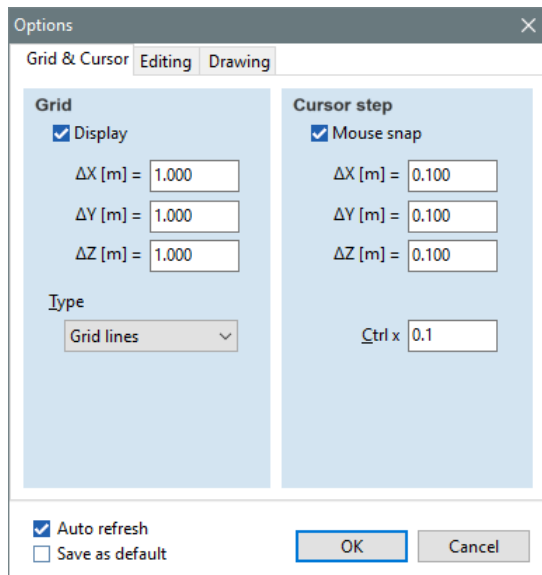 Options
Grid & Cursor Editing Drawing
Grid
Display
ΔX [m] = 1.000
ΔY [m] = 1.000
ΔZ [m] = 1.000
Type
Grid lines
Cursor step
Mouse snap
ΔX [m] = 0.100
ΔY [m] = 0.100
ΔZ [m] = 0.100
Ctrl x 0.1
Auto refresh
Save as default
OK Cancel